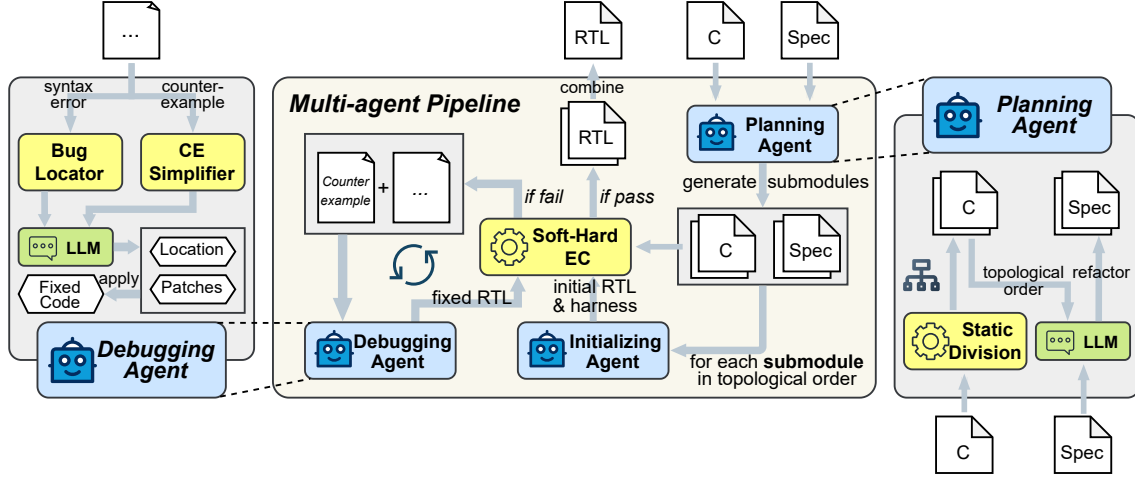 ...
syntax
error
counter-
example
Bug
Locator
CE
Simplifier
LLM
Location
Patches
apply
Fixed
Code
Debugging
Agent
Multi-agent Pipeline
RTL
combine
RTL
C
Spec
Planning
Agent
generate submodules
C
Spec
Counter
example
+
...
if fail
if pass
Soft-Hard
EC
fixed RTL
initial RTL
& harness
Debugging
Agent
Initializing
Agent
for each submodule
in topological order
Planning
Agent
C
Spec
topological
order
refactor
Static
Division
LLM
C
Spec